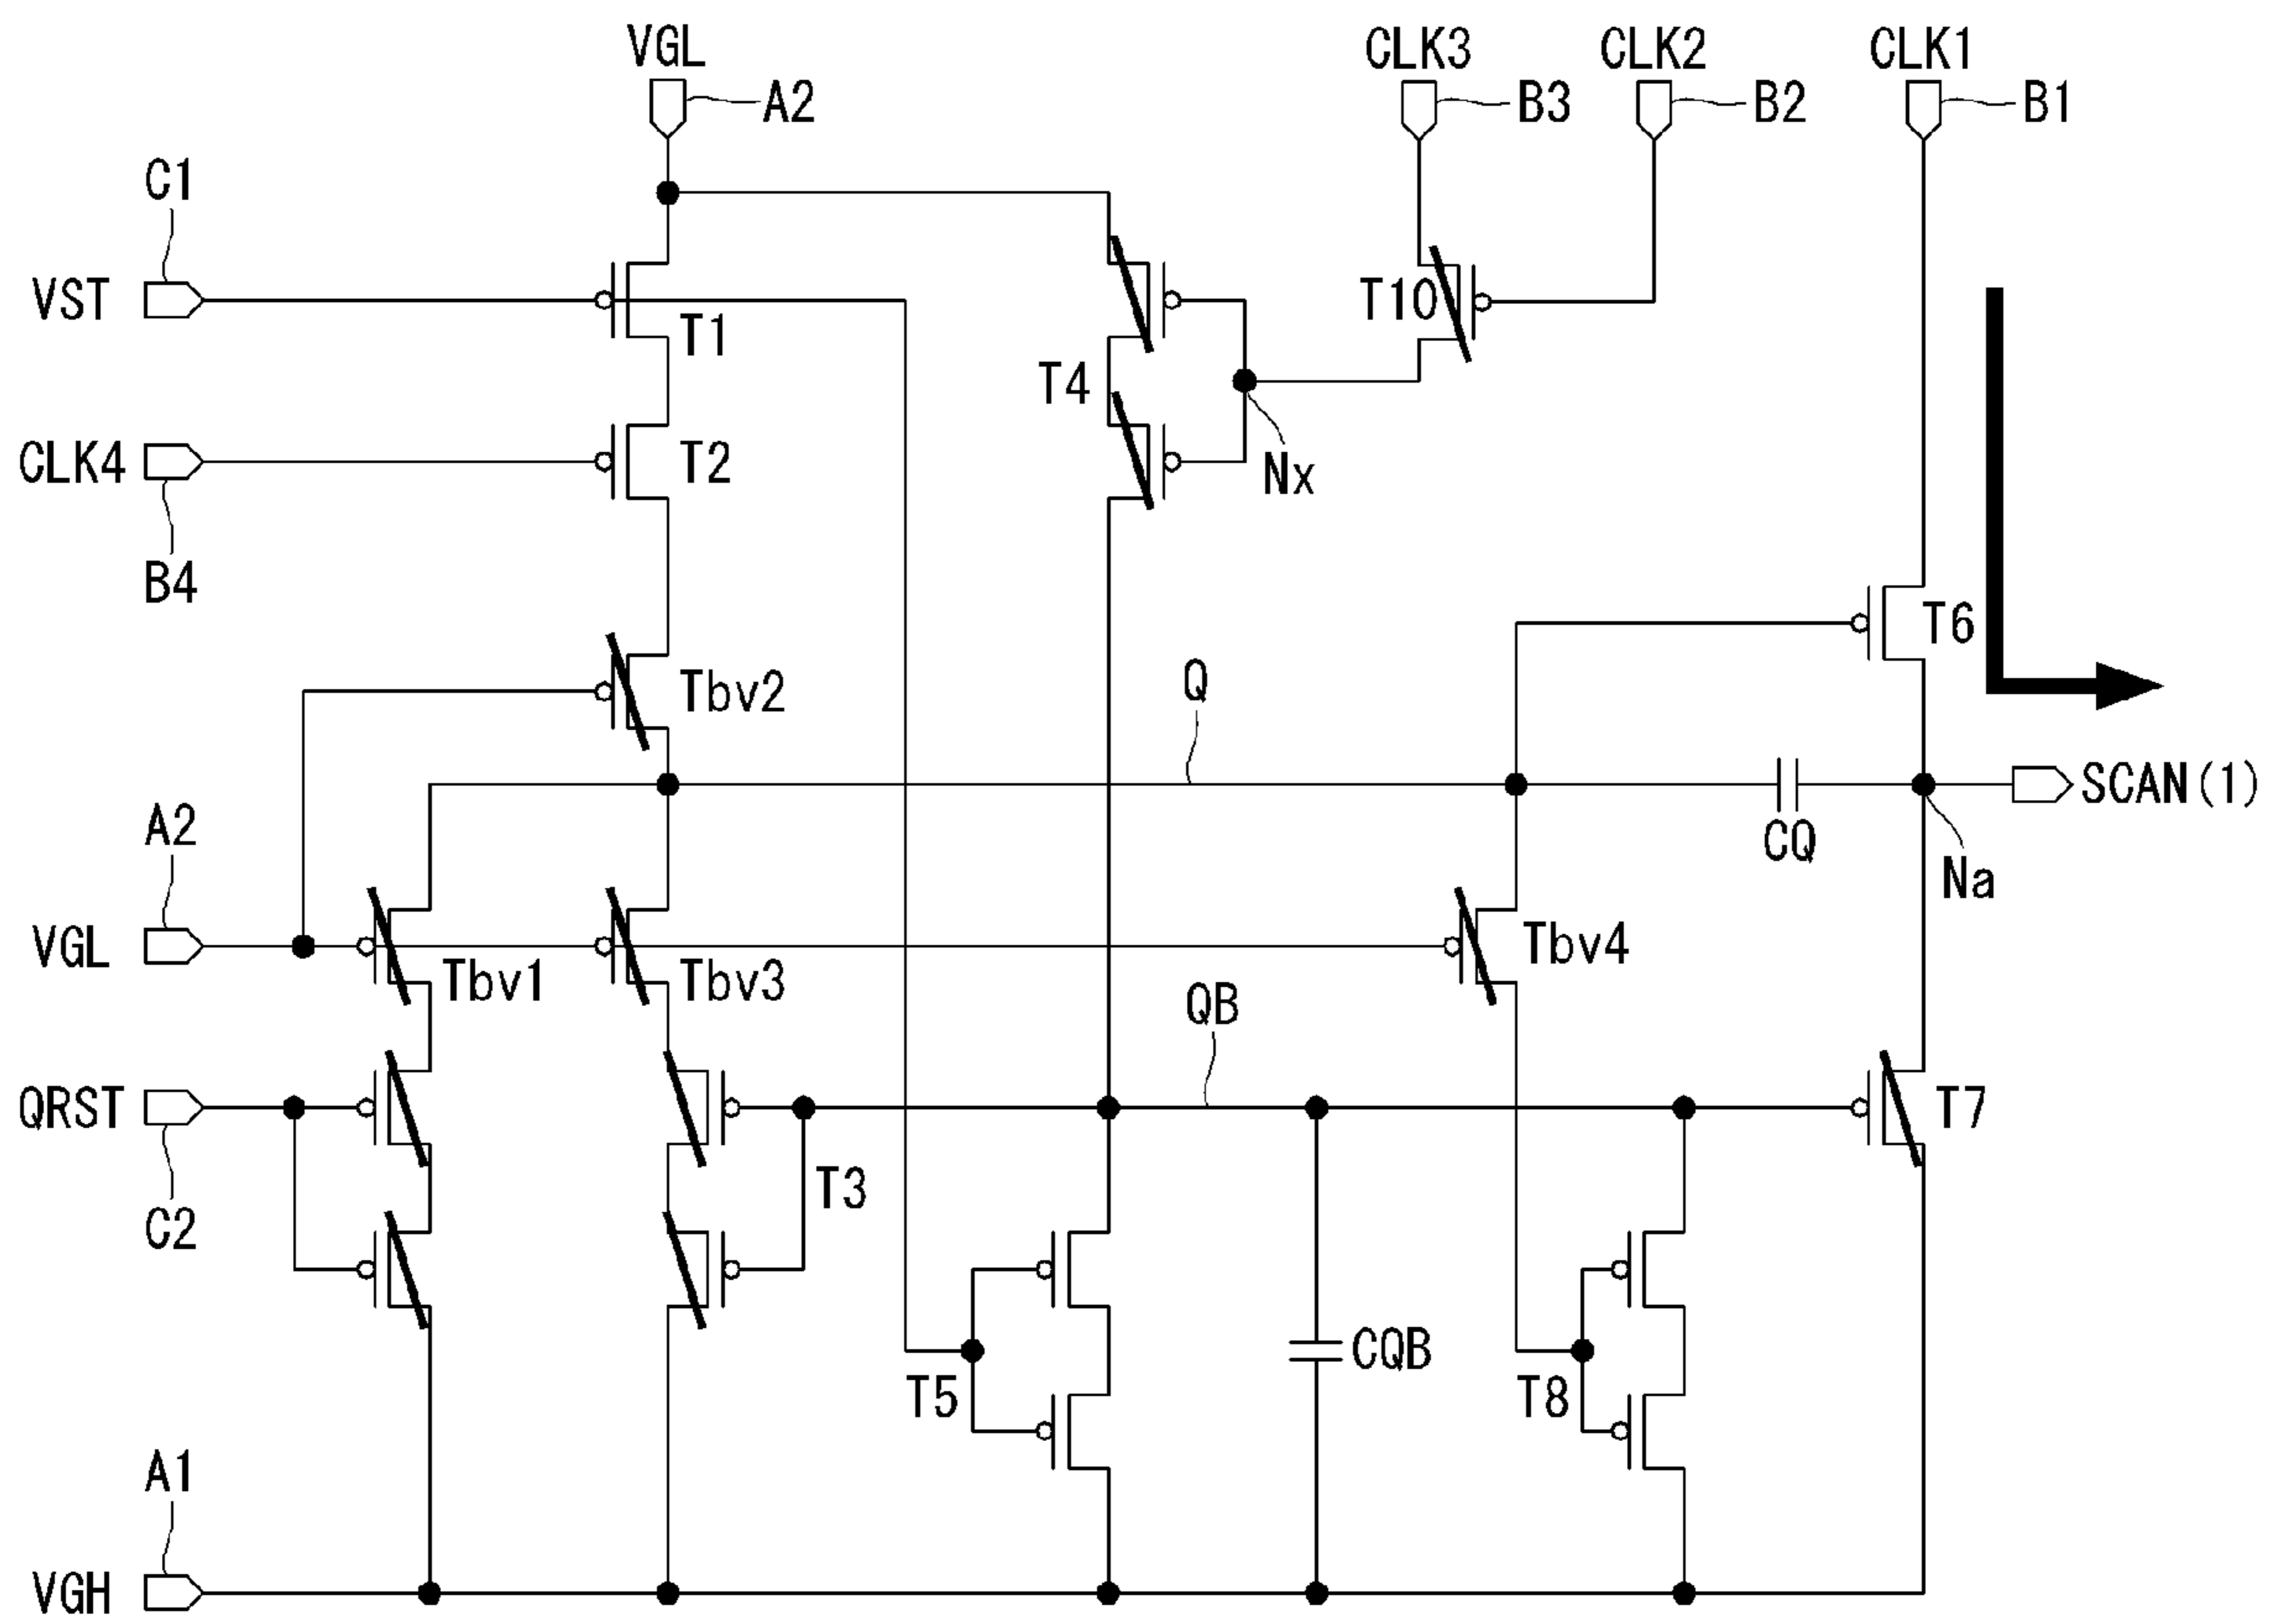 VGL
CLK3
CLK2
CLK1
A2
B3
B2
B1
C1
VST
T1
T10
T4
CLK4
T2
Nx
B4
T6
Tbv2
Q
A2
SCAN(1)
CQ
Na
VGL
Tbv1
Tbv3
Tbv4
QB
QRST
T7
T3
C2
T5
CQB
T8
A1
VGH